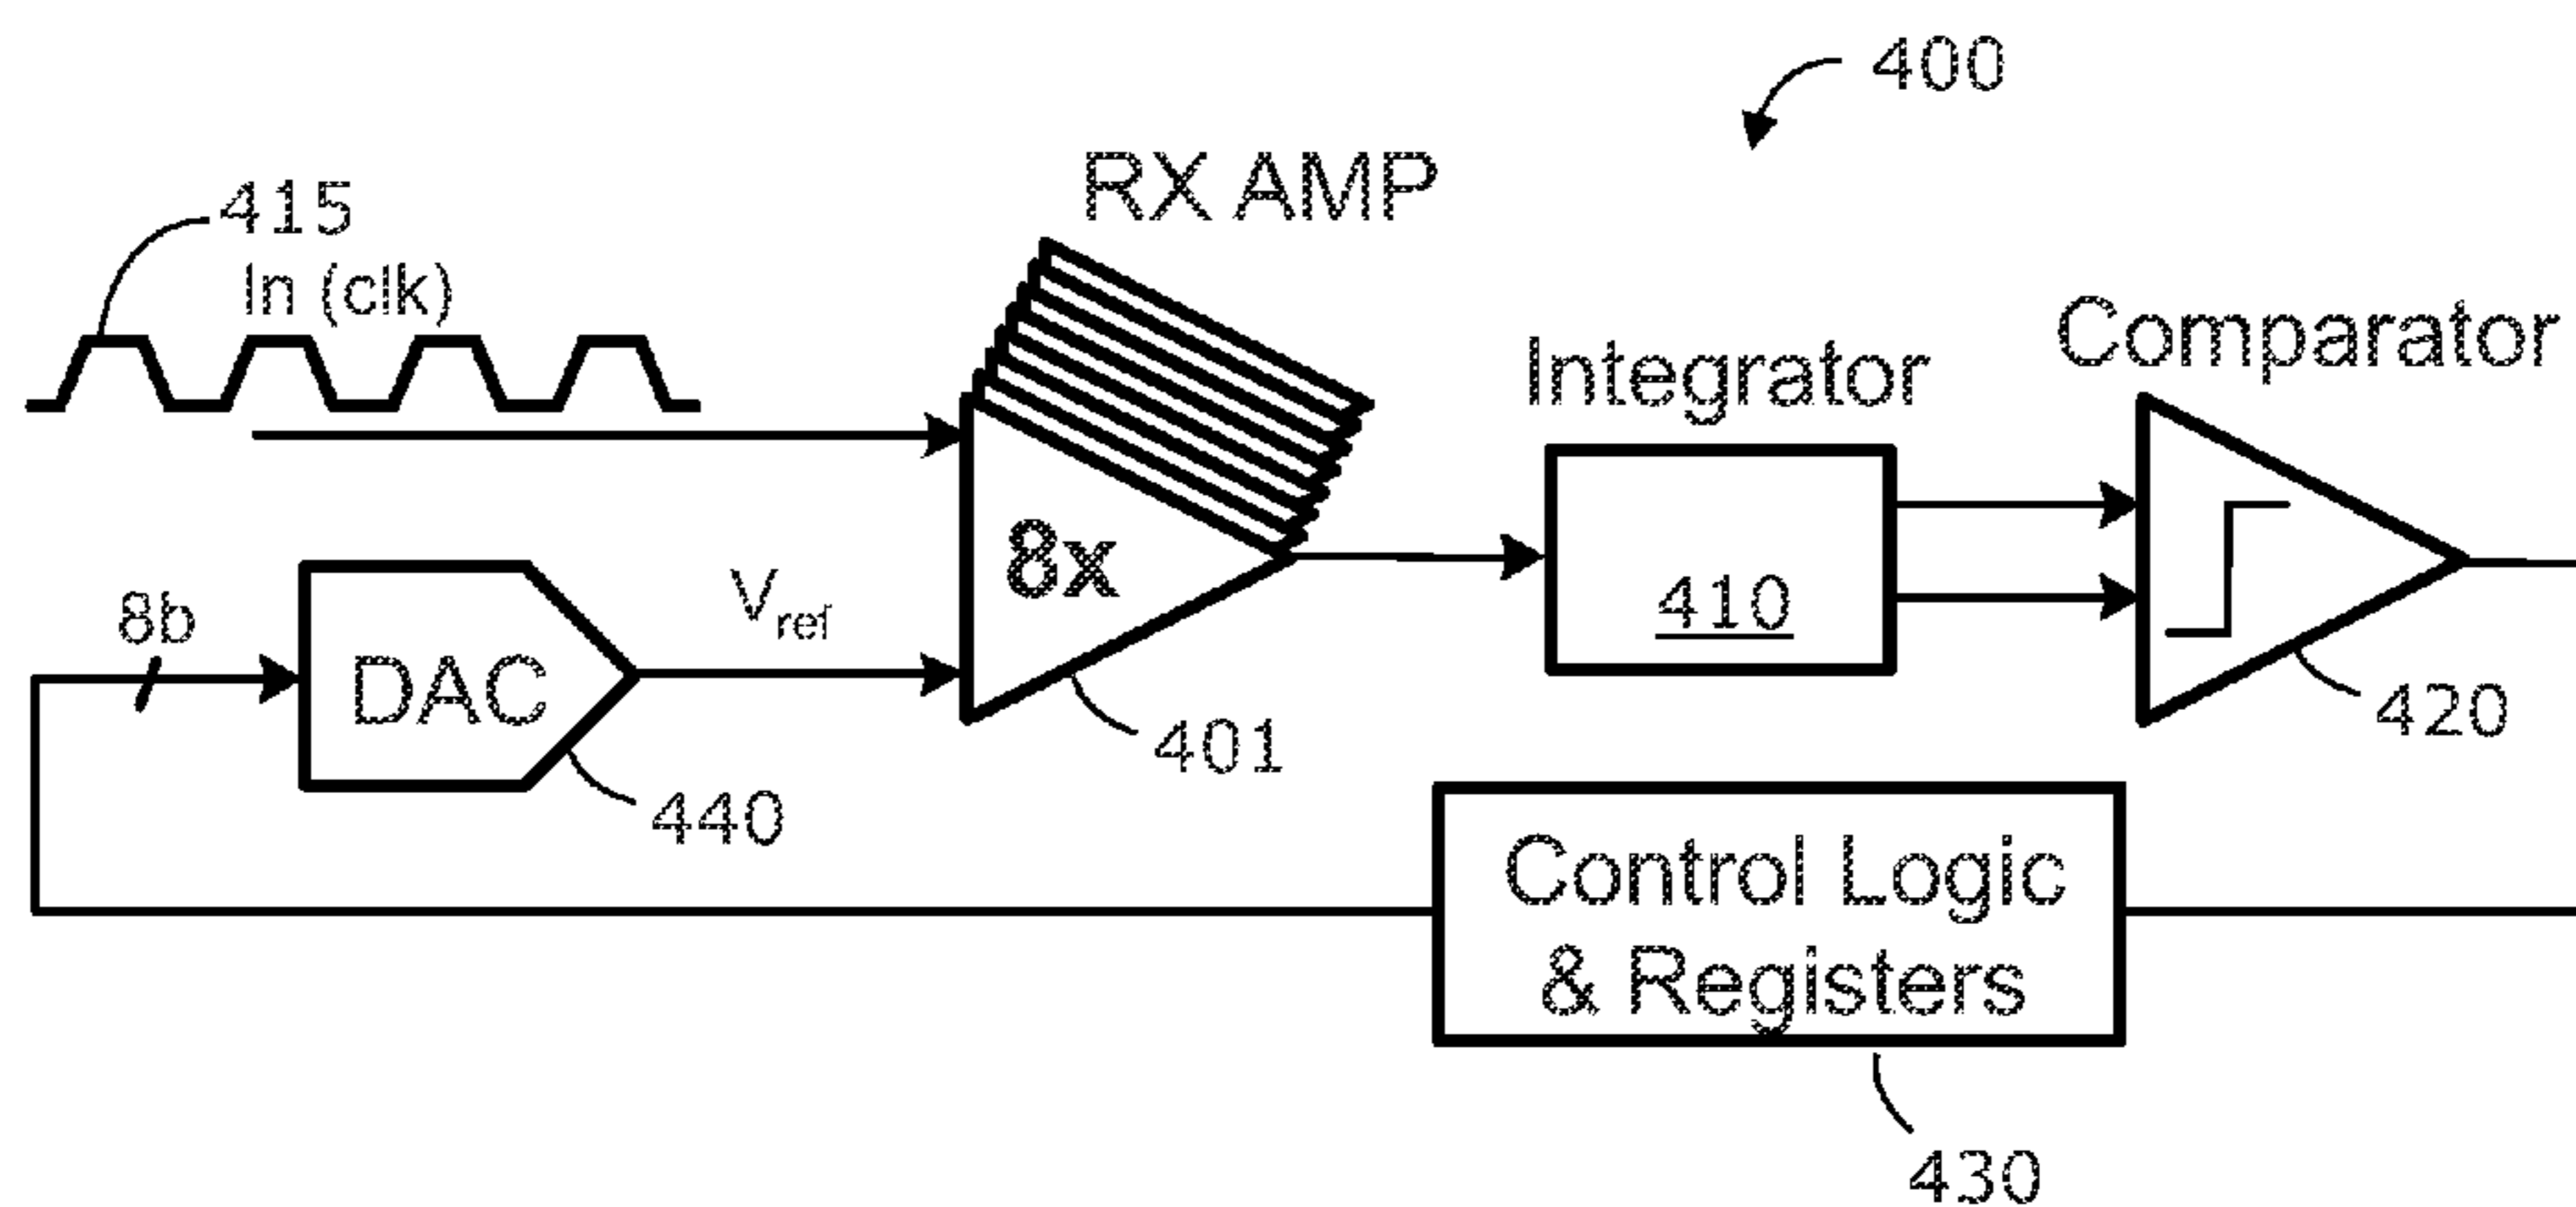 400
RX AMP
415
In (clk)
Comparator
Integrator
8x
8b
Vref
410
DAC
420
401
440
Control Logic
& Registers
430